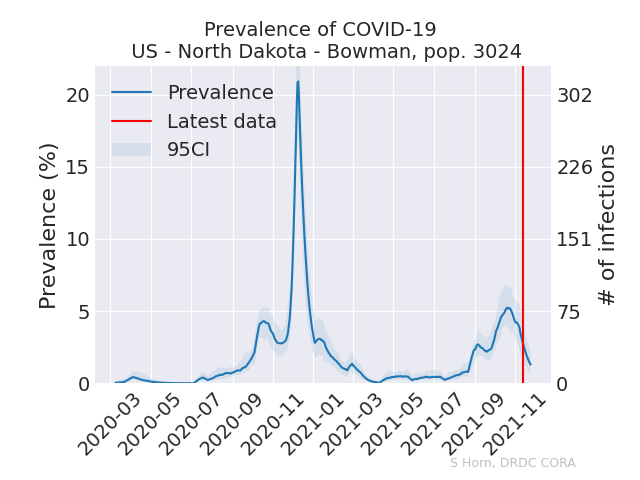 Prevalence of COVID-19
US - North Dakota - Bowman, pop. 3024
Prevalence (%)
# of infections
20
15
10
5
0
302
226
151
75
0
Prevalence
Latest data
95CI
2020-03
2020-05
2020-07
2020-09
2020-11
2021-01
2021-03
2021-05
2021-07
2021-09
2021-11
S Horn, DRDC CORA